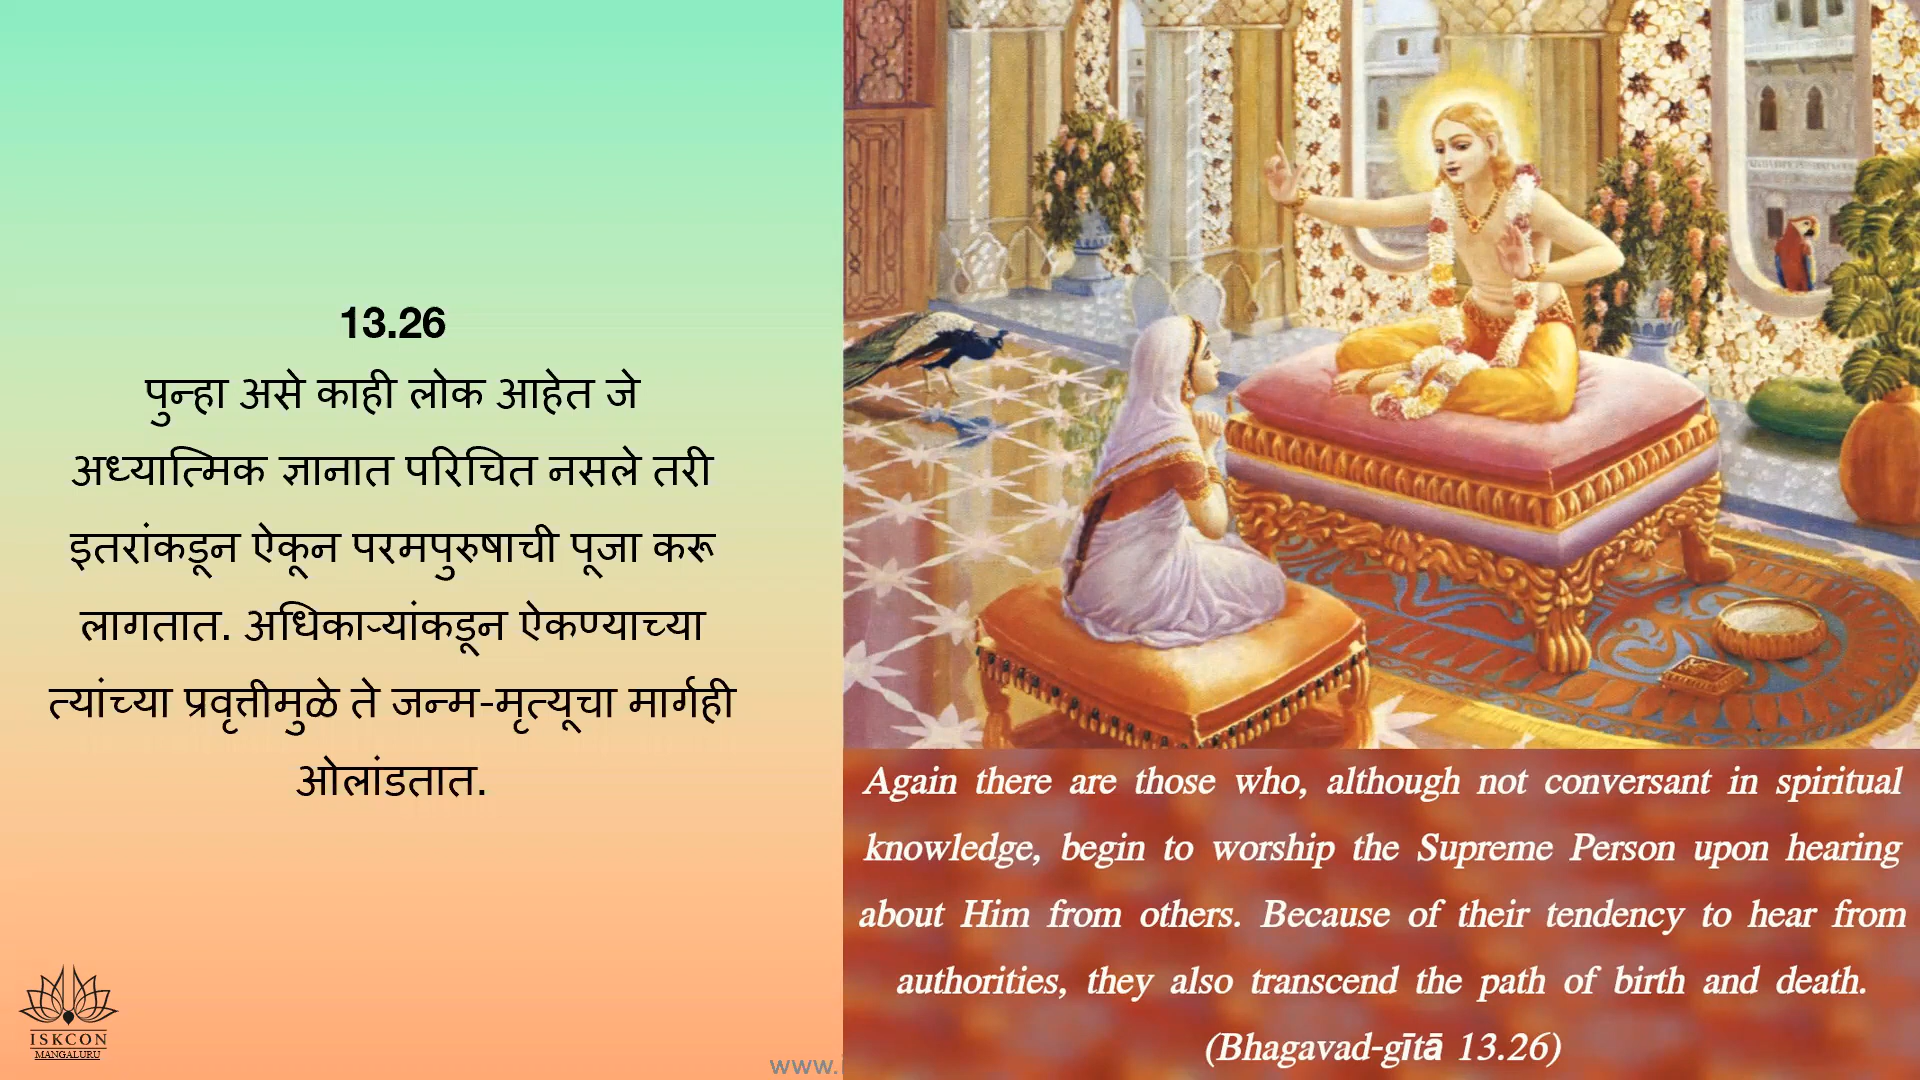 13.26
पुन्हा असे काही लोक आहेत जे
अध्यात्मिक ज्ञानात परिचित नसले तरी
इतरांकडून ऐकून परमपुरुषाची पूजा करू
लागतात. अधिकाऱ्यांकडून ऐकण्याच्या
त्यांच्या प्रवृत्तीमुळे ते जन्म-मृत्यूचा मार्गही
ओलांडतात.
ISKCON
MANGALURU
www.
Again there are those who, although not conversant in spiritual
knowledge, begin to worship the Supreme Person upon hearing
about Him from others. Because of their tendency to hear from
authorities, they also transcend the path of birth and death.
(Bhagavad-gītā 13.26)